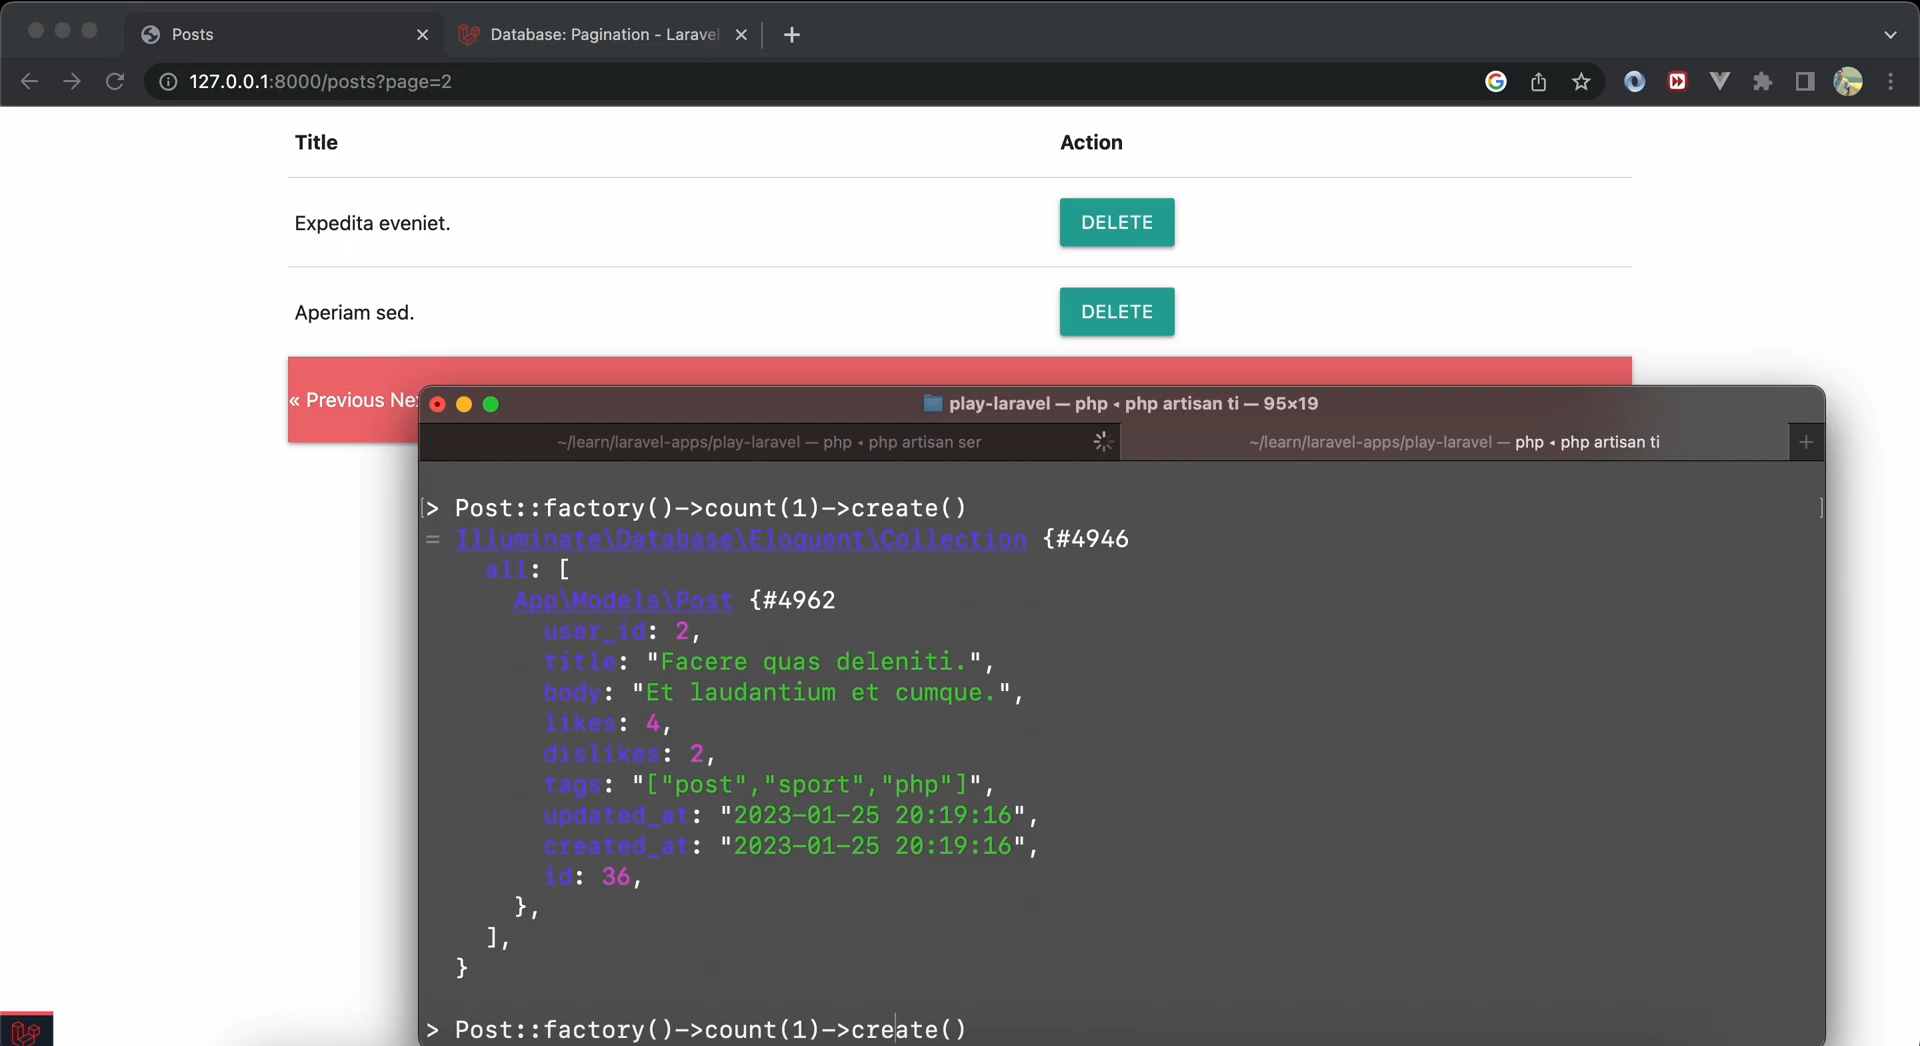 Posts
Database: Pagination - Laravel
127.0.0.1:8000/posts?page=2
Title Action
Expedita eveniet. DELETE
Aperiam sed. DELETE
« Previous
play-laravel — php ◂ php artisan ti — 95×19
~/learn/laravel-apps/play-laravel — php ◂ php artisan ser ~/learn/laravel-apps/play-laravel — php ◂ php artisan ti
[> Post::factory()->count(1)->create() ]
= Illuminate\Database\Eloquent\Collection {#4946
all: [
App\Models\Post {#4962
user_id: 2,
title: "Facere quas deleniti.",
body: "Et laudantium et cumque.",
likes: 4,
dislikes: 2,
tags: "["post","sport","php"]",
updated_at: "2023-01-25 20:19:16",
created_at: "2023-01-25 20:19:16",
id: 36,
},
],
}
> Post::factory()->count(1)->create()